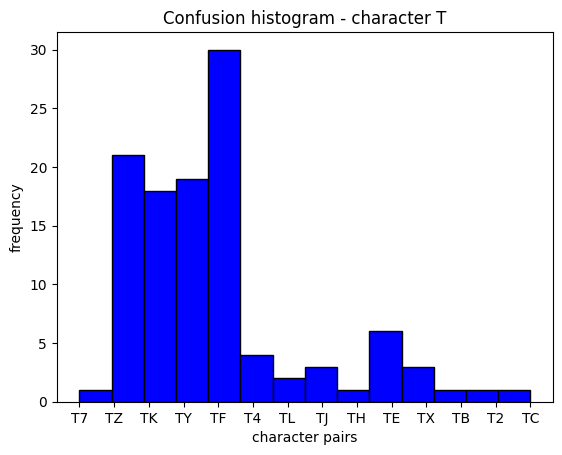 Confusion histogram - character T
30
25
20
15
10
5
0
frequency
T7 TZ TK TY TF T4 TL TJ TH TE TX TB T2 TC
character pairs